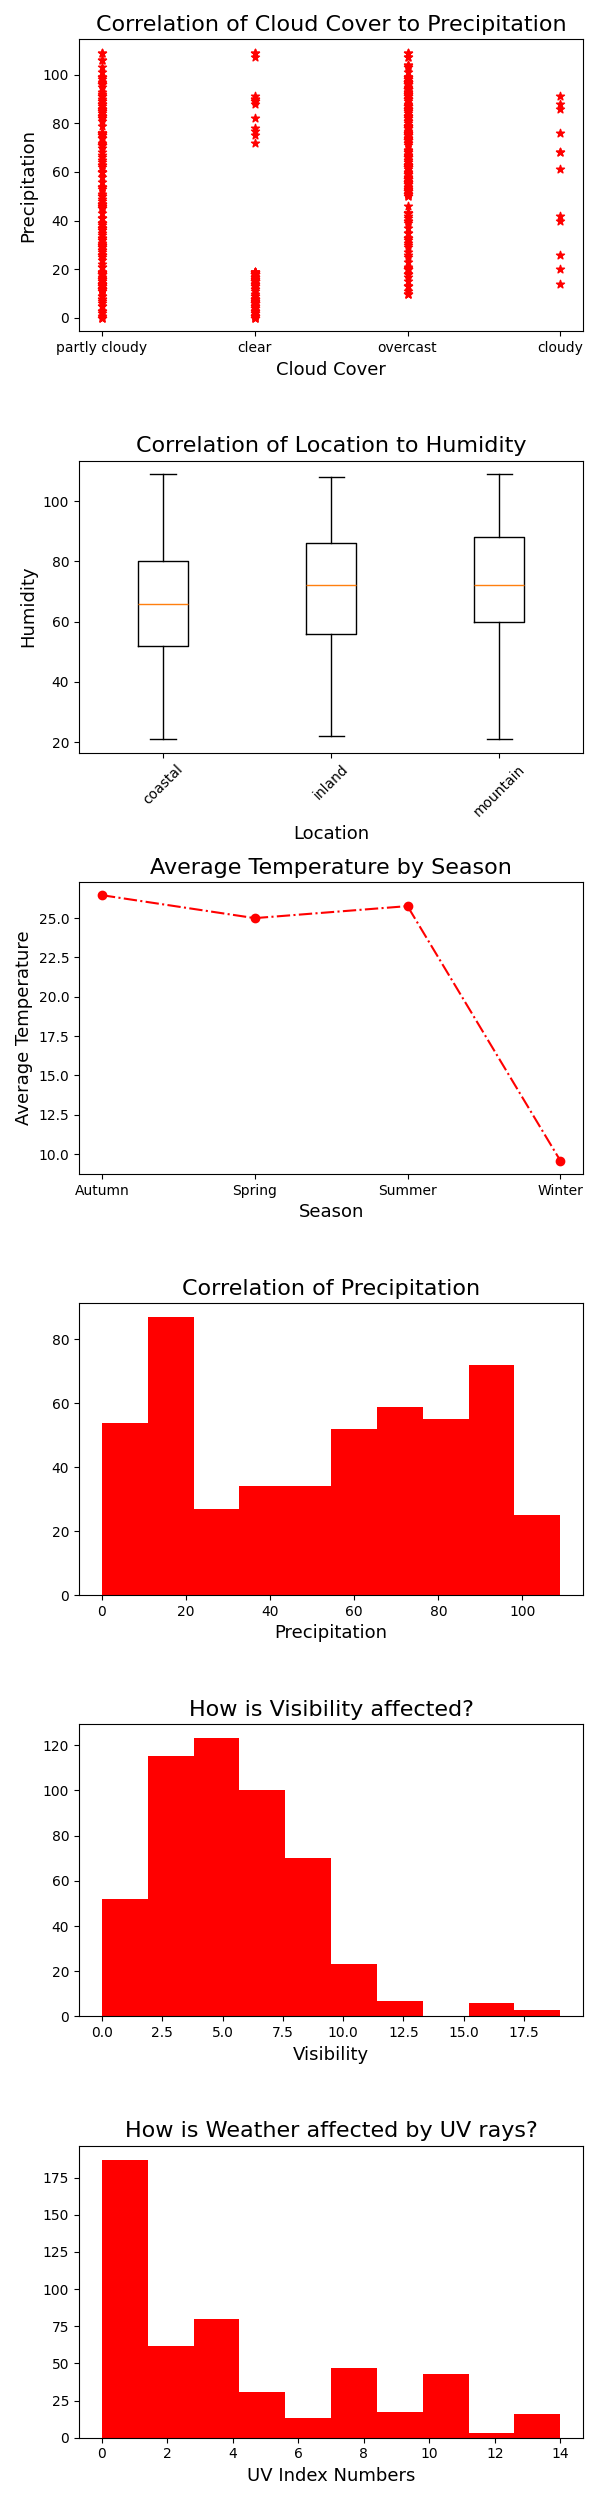 Correlation of Cloud Cover to Precipitation
Precipitation
100
80
60
40
20
0
partly cloudy clear overcast cloudy
Cloud Cover
Correlation of Location to Humidity
Humidity
100
80
60
40
20
coastal inland mountain
Location
Average Temperature by Season
Average Temperature
25.0
22.5
20.0
17.5
15.0
12.5
10.0
Autumn Spring Summer Winter
Season
Correlation of Precipitation
80
60
40
20
0
0 20 40 60 80 100
Precipitation
How is Visibility affected?
120
100
80
60
40
20
0
0.0 2.5 5.0 7.5 10.0 12.5 15.0 17.5
Visibility
How is Weather affected by UV rays?
175
150
125
100
75
50
25
0
0 2 4 6 8 10 12 14
UV Index Numbers